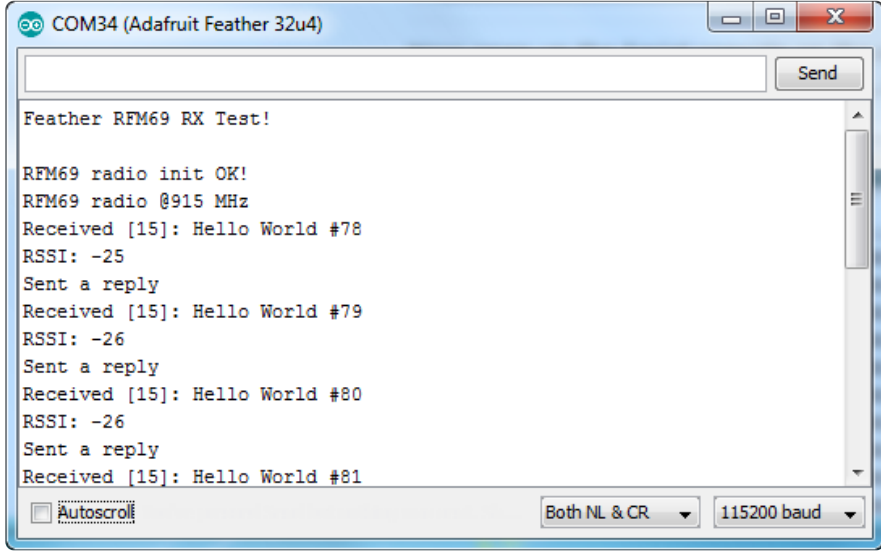 COM34 (Adafruit Feather 32u4)
Send
Feather RFM69 RX Test!
RFM69 radio init OK!
RFM69 radio @915 MHz
Received [15]: Hello World #78
RSSI: -25
Sent a reply
Received [15]: Hello World #79
RSSI: -26
Sent a reply
Received [15]: Hello World #80
RSSI: -26
Sent a reply
Received [15]: Hello World #81
Autoscroll Both NL & CR 115200 baud